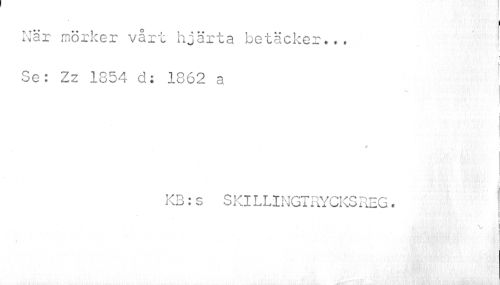 När mörker vårt hjärta betäcker...
Se: Zz 1854 d: 1862 a
KB:s SKILLINGTRYCKSREG.